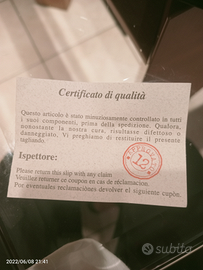 Certificato di qualità
Questo articolo è stato minuziosamente controllato in tutti
i suoi componenti, prima della spedizione. Qualora,
nonostante la nostra cura, risultasse difettoso o
danneggiato, Vi preghiamo di restituire il presente
tagliando.
Ispettore:
12
Please return this slip with any claim
Veuillez retourner ce coupon en cas de réclamation.
Por eventuales reclamaciónes devolver el siguiente cupón.
2022/06/08 21:41
subito